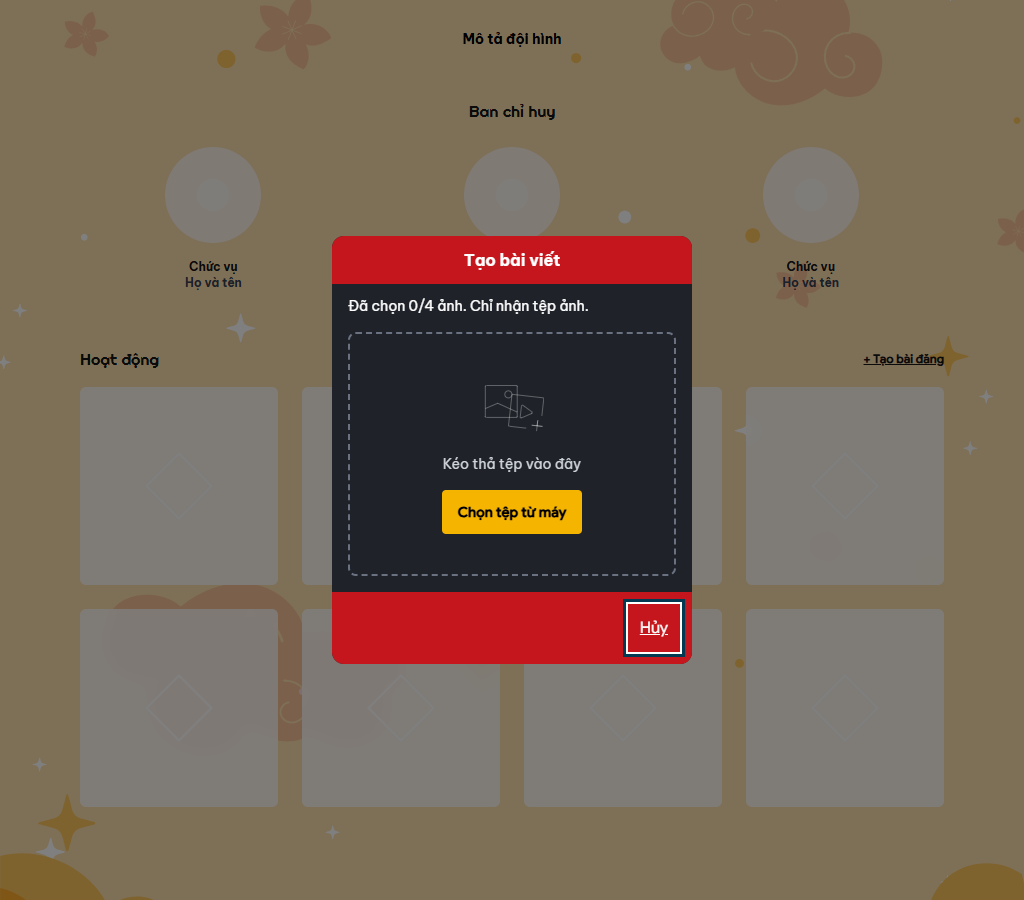 Mô tả đội hình
Ban chỉ huy
Chức vụ
Họ và tên
Chức vụ
Họ và tên
Tạo bài viết
Đã chọn 0/4 ảnh. Chỉ nhận tệp ảnh.
Hoạt động
+ Tạo bài đăng
Kéo thả tệp vào đây
Chọn tệp từ máy
Hủy